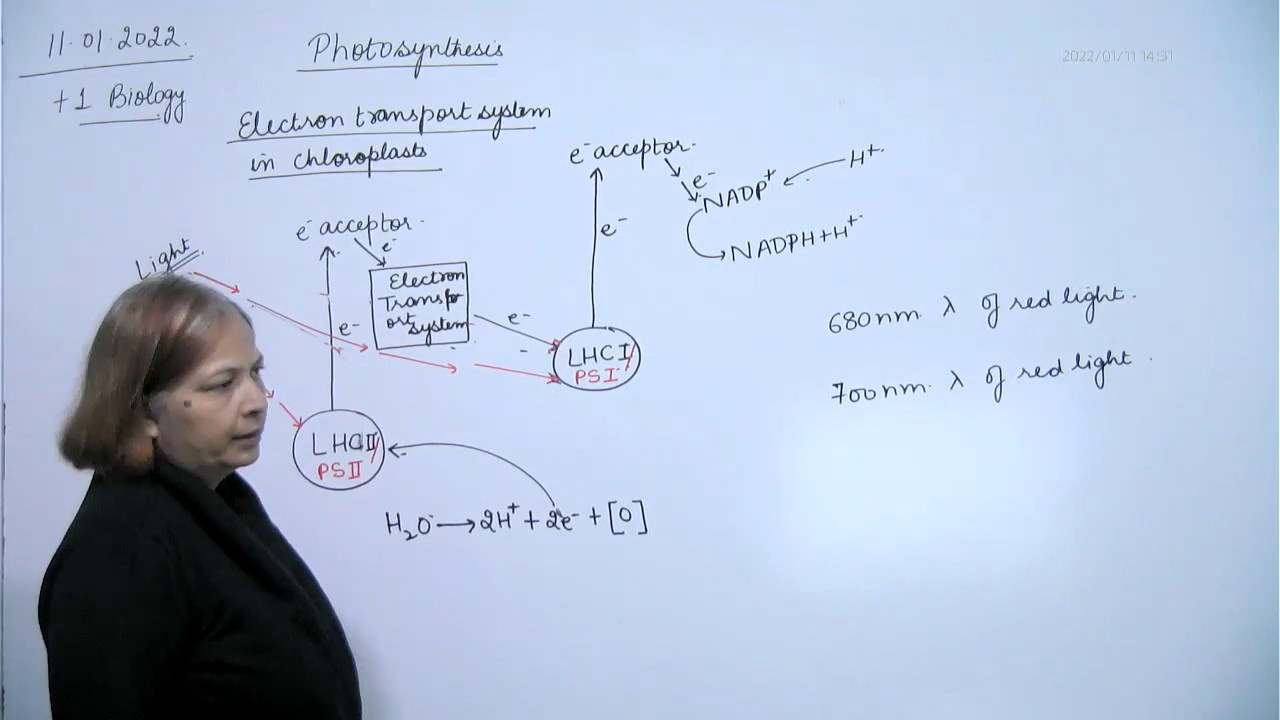 11.01.2022.
Photosynthesis
2022/01/11 14:31
+1 Biology
Electron transport system
in chloroplasts
e⁻ acceptor.
e⁻
NADP⁺
H⁺.
NADPH+H⁺
e⁻
e⁻ acceptor.
e⁻
Light
Electron
Transp
ort
System
e⁻
e⁻
LHC I/
PS I
680nm λ of red light.
700nm. λ of red light.
LHC II/
PS II
H₂O → 2H⁺ + 2e⁻ + [O]